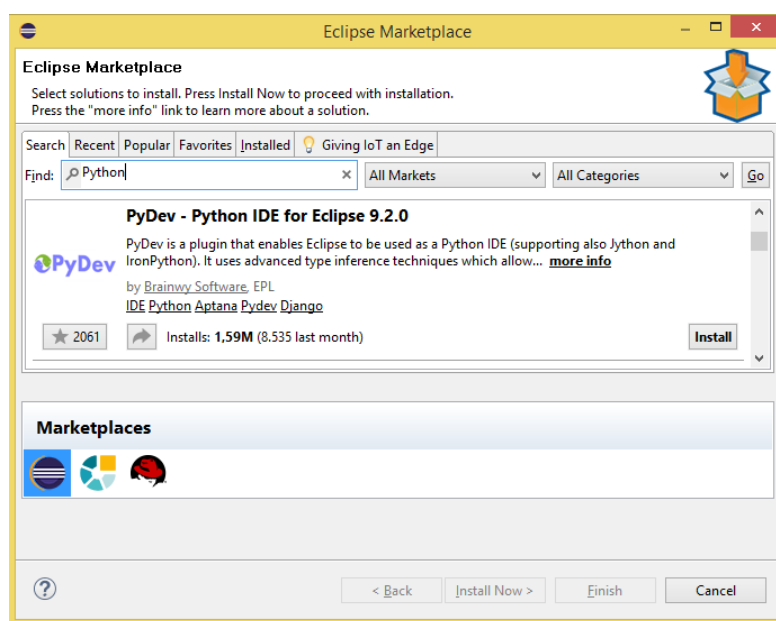 Eclipse Marketplace
Eclipse Marketplace
Select solutions to install. Press Install Now to proceed with installation.
Press the "more info" link to learn more about a solution.
Search Recent Popular Favorites Installed Giving IoT an Edge
Find: Python All Markets All Categories Go
PyDev - Python IDE for Eclipse 9.2.0
PyDev is a plugin that enables Eclipse to be used as a Python IDE (supporting also Jython and
PyDev IronPython). It uses advanced type inference techniques which allow... more info
by Brainwy Software, EPL
IDE Python Aptana Pydev Django
2061 Installs: 1,59M (8.535 last month) Install
Marketplaces
? < Back Install Now > Finish Cancel